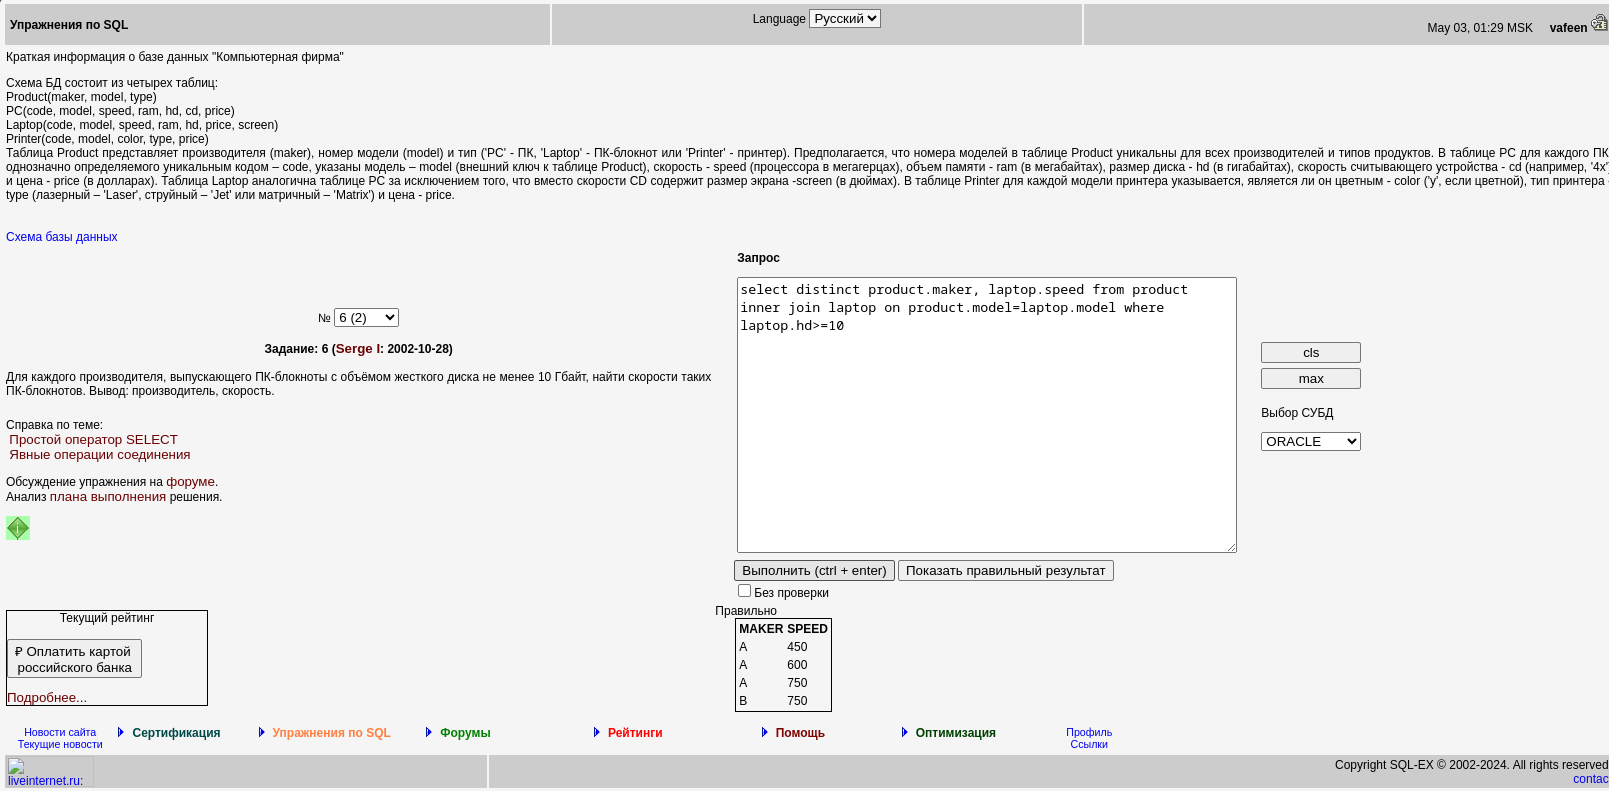 Упражнения по SQL
Language Русский
May 03, 01:29 MSK vafeen
Краткая информация о базе данных "Компьютерная фирма"
Схема БД состоит из четырех таблиц:
Product(maker, model, type)
PC(code, model, speed, ram, hd, cd, price)
Laptop(code, model, speed, ram, hd, price, screen)
Printer(code, model, color, type, price)
Таблица Product представляет производителя (maker), номер модели (model) и тип ('PC' - ПК, 'Laptop' - ПК-блокнот или 'Printer' - принтер). Предполагается, что номера моделей в таблице Product уникальны для всех производителей и типов продуктов. В таблице PC для каждого ПК,
однозначно определяемого уникальным кодом – code, указаны модель – model (внешний ключ к таблице Product), скорость - speed (процессора в мегагерцах), объем памяти - ram (в мегабайтах), размер диска - hd (в гигабайтах), скорость считывающего устройства - cd (например, '4x')
и цена - price (в долларах). Таблица Laptop аналогична таблице РС за исключением того, что вместо скорости CD содержит размер экрана -screen (в дюймах). В таблице Printer для каждой модели принтера указывается, является ли он цветным - color ('y', если цветной), тип принтера -
type (лазерный – 'Laser', струйный – 'Jet' или матричный – 'Matrix') и цена - price.
Схема базы данных
№ 6 (2)
Задание: 6 (Serge I: 2002-10-28)
Для каждого производителя, выпускающего ПК-блокноты c объёмом жесткого диска не менее 10 Гбайт, найти скорости таких
ПК-блокнотов. Вывод: производитель, скорость.
Справка по теме:
Простой оператор SELECT
Явные операции соединения
Обсуждение упражнения на форуме.
Анализ плана выполнения решения.
Запрос
select distinct product.maker, laptop.speed from product
inner join laptop on product.model=laptop.model where
laptop.hd>=10
cls
max
Выбор СУБД
ORACLE
Выполнить (ctrl + enter) Показать правильный результат
Без проверки
Правильно
MAKER SPEED
A 450
A 600
A 750
B 750
Текущий рейтинг
₽ Оплатить картой
российского банка
Подробнее...
Новости сайта
Текущие новости
Сертификация
Упражнения по SQL
Форумы
Рейтинги
Помощь
Оптимизация
Профиль
Ссылки
liveinternet.ru:
Copyright SQL-EX © 2002-2024. All rights reserved
contac